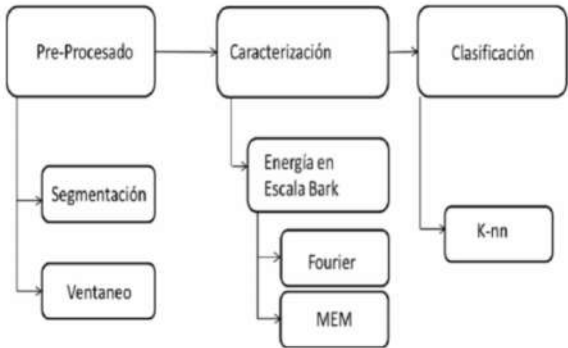 Pre-Procesado
Caracterización
Clasificación
Segmentación
Ventaneo
Energía en
Escala Bark
Fourier
MEM
K-nn